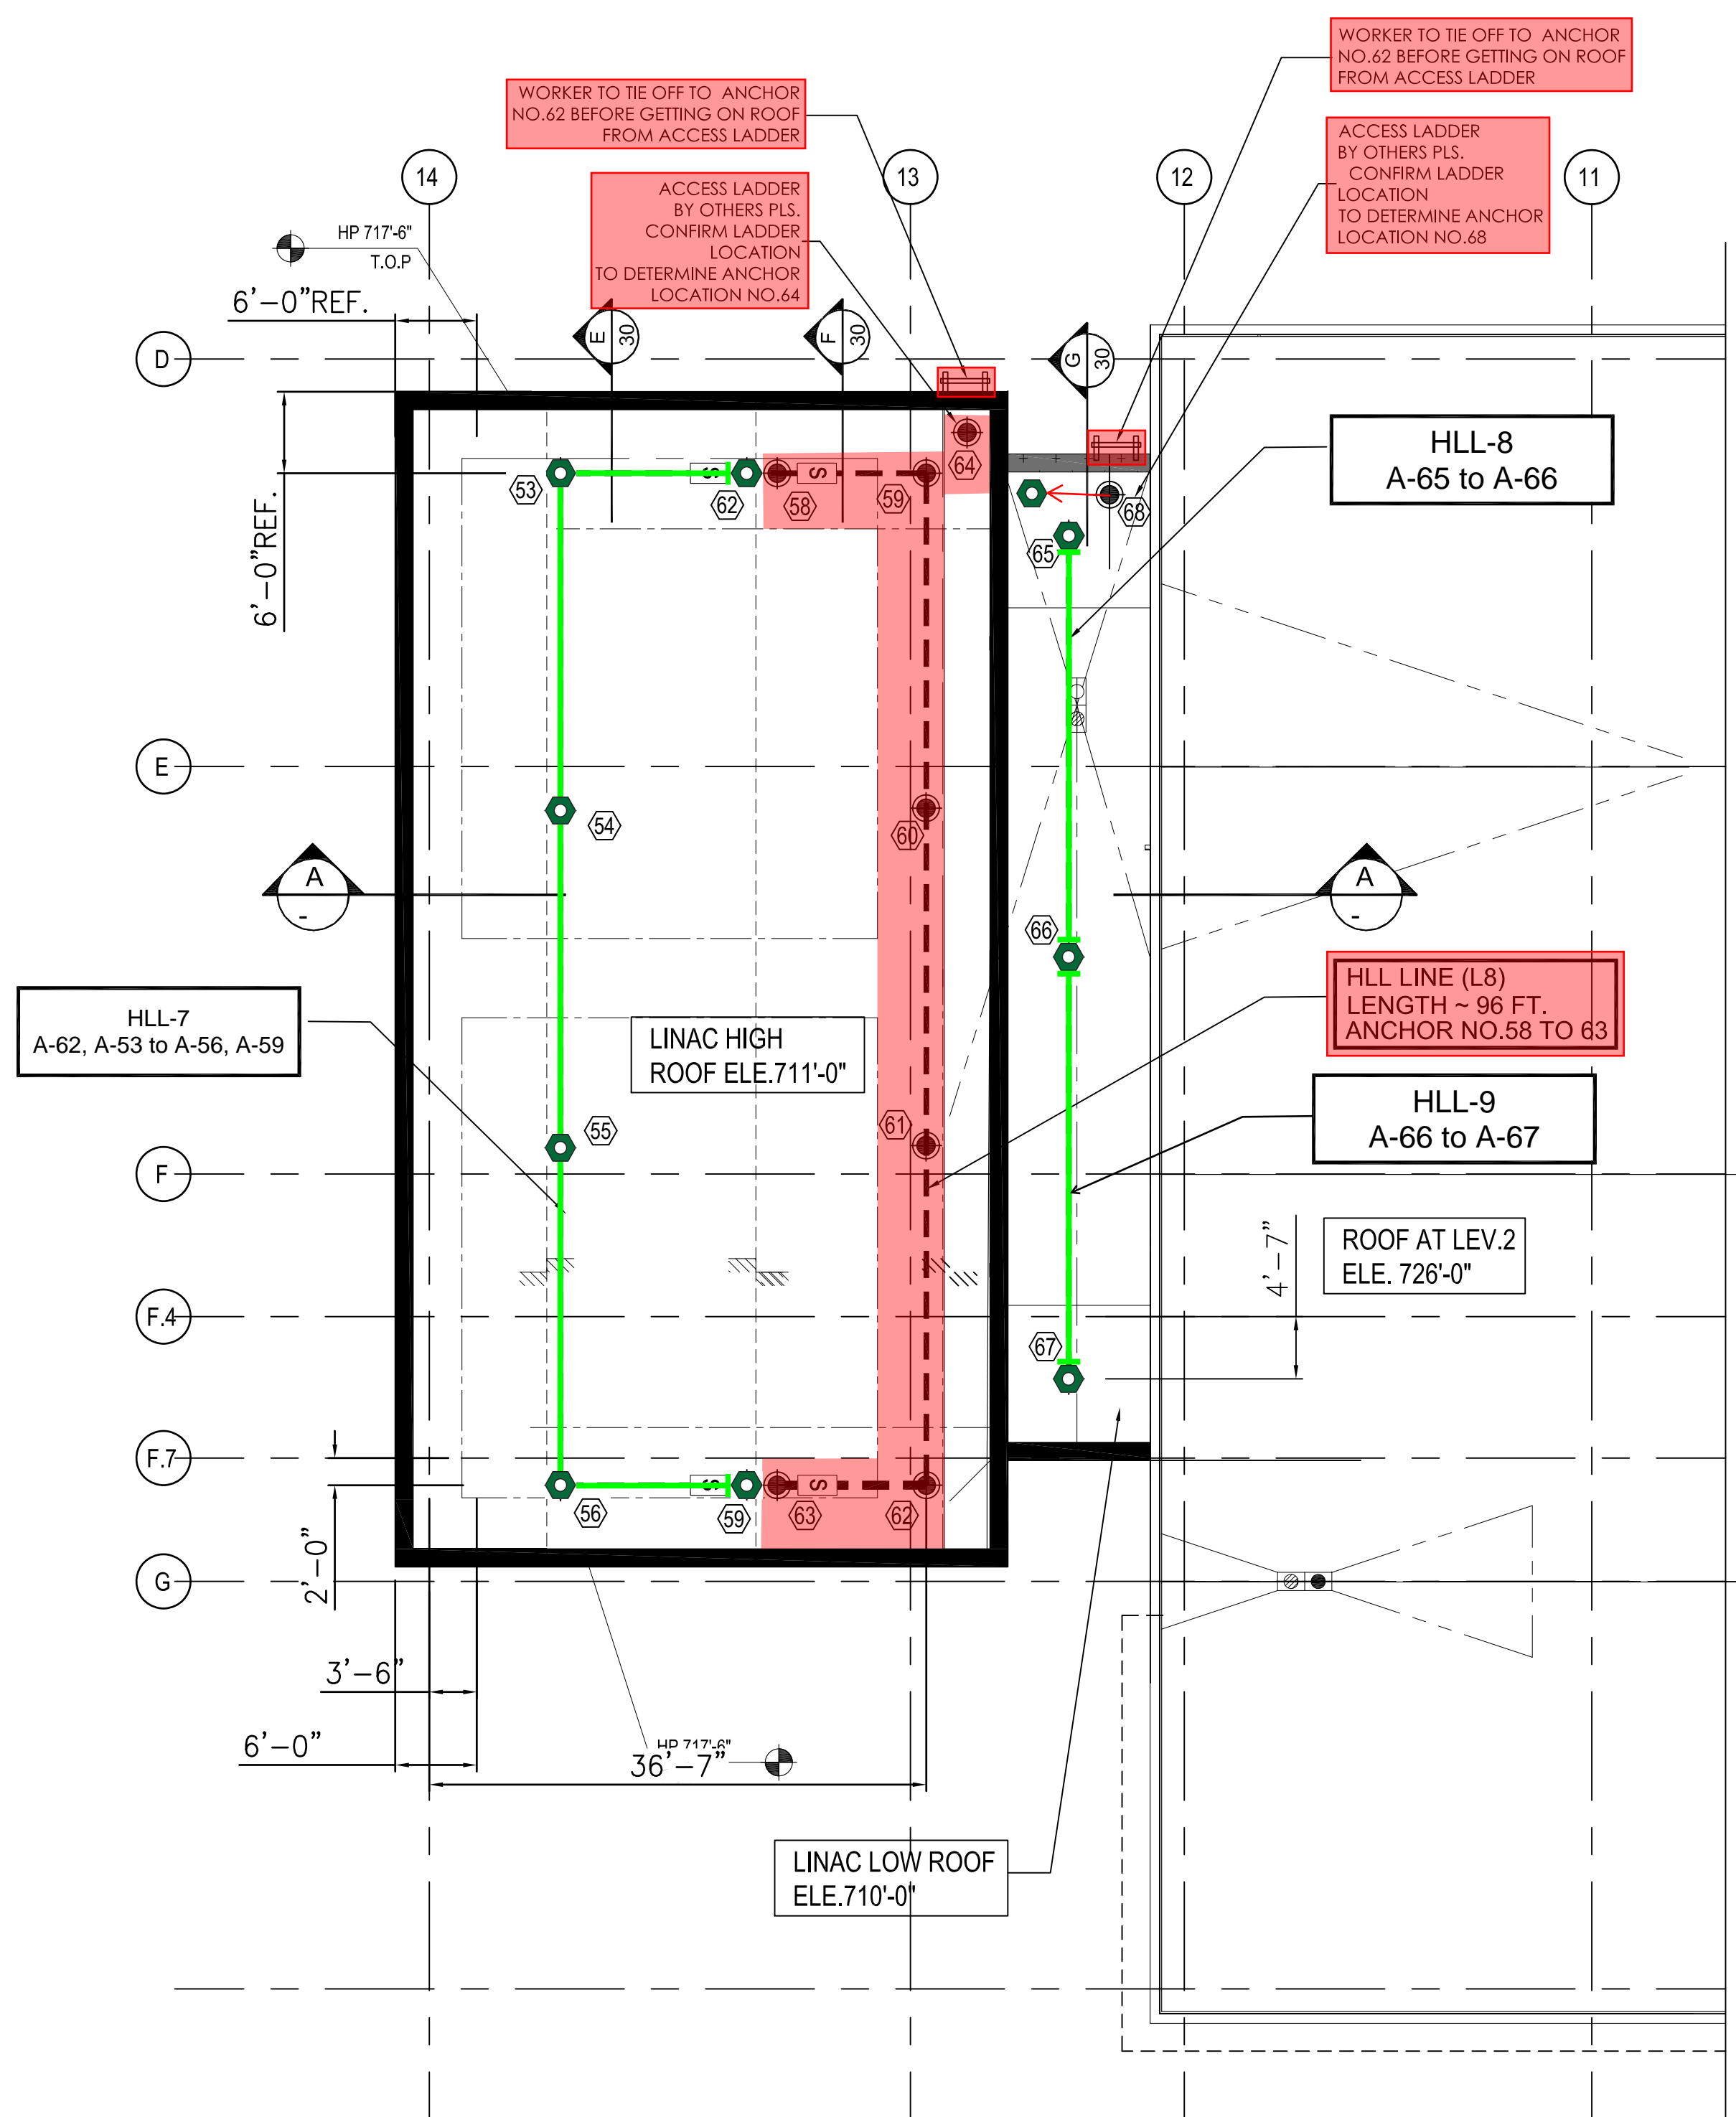 WORKER TO TIE OFF TO  ANCHOR
NO.62 BEFORE GETTING ON ROOF
FROM ACCESS LADDER
WORKER TO TIE OFF TO  ANCHOR
NO.62 BEFORE GETTING ON ROOF
FROM ACCESS LADDER
ACCESS LADDER
BY OTHERS PLS.
CONFIRM LADDER
LOCATION
TO DETERMINE ANCHOR
LOCATION NO.68
ACCESS LADDER
BY OTHERS PLS.
CONFIRM LADDER
LOCATION
TO DETERMINE ANCHOR
LOCATION NO.64
14
13
12
11
HP 717'-6"
T.O.P
6'-0"REF.
E
30
F
30
G
30
D
HLL-8
A-65 to A-66
64
53
62
58
59
68
65
6'-0"REF.
E
54
60
A
-
A
-
66
HLL LINE (L8)
LENGTH ~ 96 FT.
ANCHOR NO.58 TO 63
HLL-7
A-62, A-53 to A-56, A-59
LINAC HIGH
ROOF ELE.711'-0"
HLL-9
A-66 to A-67
55
61
F
ROOF AT LEV.2
ELE. 726'-0"
4'-7"
F.4
67
F.7
S
S
S
S
56
59
63
62
2'-0"
G
3'-6"
6'-0"
HP 717'-6"
36'-7"
LINAC LOW ROOF
ELE.710'-0"